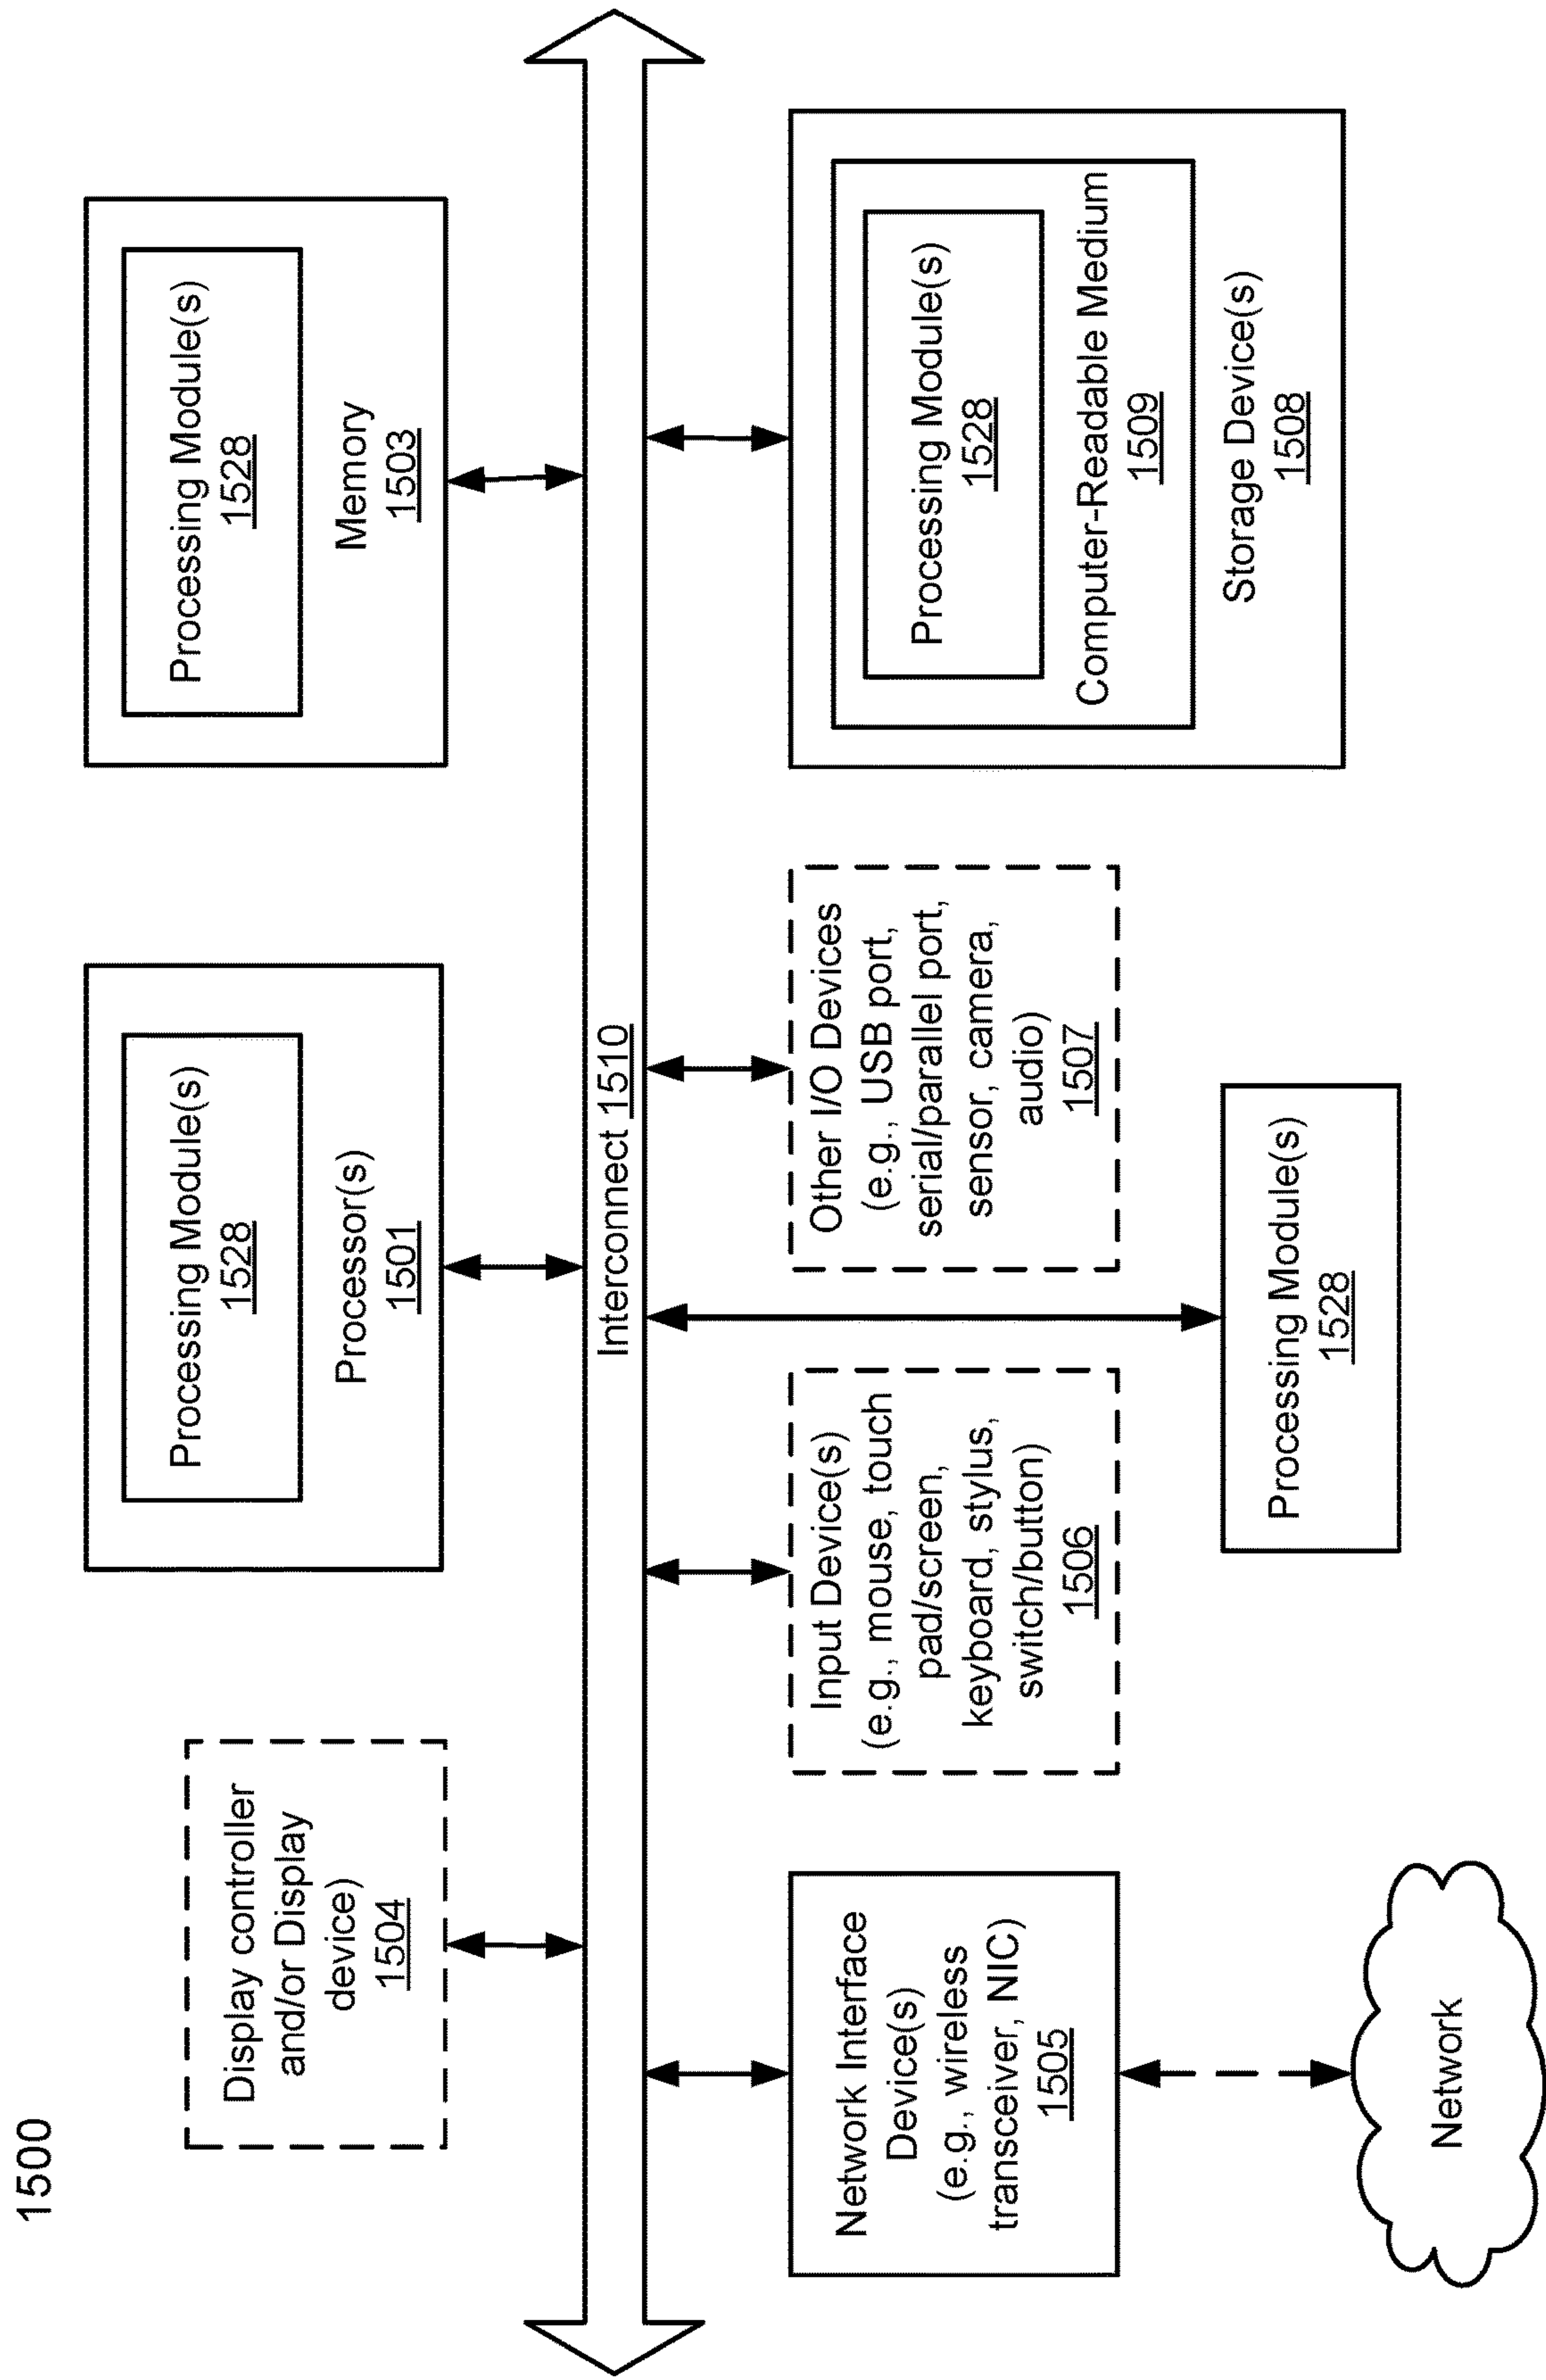 1500
Display controller
and/or Display
device)
1504
Processing Module(s)
1528
Processor(s)
1501
Processing Module(s)
1528
Memory
1503
Interconnect 1510
Network Interface
Device(s)
(e.g., wireless
transceiver, NIC)
1505
Input Device(s)
(e.g., mouse, touch
pad/screen,
keyboard, stylus,
switch/button)
1506
Other I/O Devices
(e.g., USB port,
serial/parallel port,
sensor, camera,
audio)
1507
Processing Module(s)
1528
Computer-Readable Medium
1509
Storage Device(s)
1508
Processing Module(s)
1528
Network